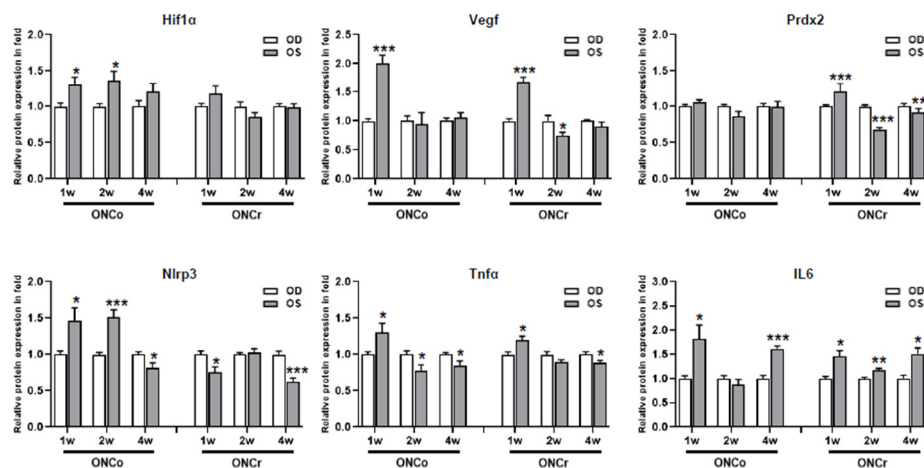 Hif1α
Relative protein expression in fold
2.0
1.5
1.0
0.5
0.0
OD
OS
* *
1w 2w 4w 1w 2w 4w
ONCo ONCr
Vegf
Relative protein expression in fold
2.0
1.5
1.0
0.5
0.0
OD
OS
*** *** *
1w 2w 4w 1w 2w 4w
ONCo ONCr
Prdx2
Relative protein expression in fold
2.0
1.5
1.0
0.5
0.0
OD
OS
*** *** **
1w 2w 4w 1w 2w 4w
ONCo ONCr
Nlrp3
Relative protein expression in fold
2.0
1.5
1.0
0.5
0.0
OD
OS
* *** * * ***
1w 2w 4w 1w 2w 4w
ONCo ONCr
Tnfα
Relative protein expression in fold
2.0
1.5
1.0
0.5
0.0
OD
OS
* * * * *
1w 2w 4w 1w 2w 4w
ONCo ONCr
IL6
Relative protein expression in fold
3.0
2.5
2.0
1.5
1.0
0.5
0.0
OD
OS
* *** * ** *
1w 2w 4w 1w 2w 4w
ONCo ONCr